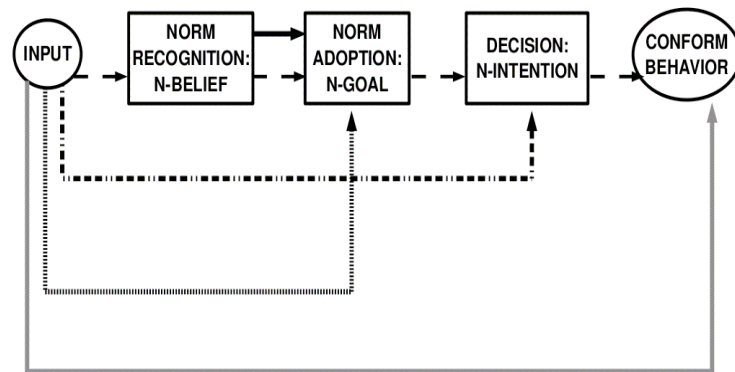 INPUT
NORM
RECOGNITION:
N-BELIEF
NORM
ADOPTION:
N-GOAL
DECISION:
N-INTENTION
CONFORM
BEHAVIOR